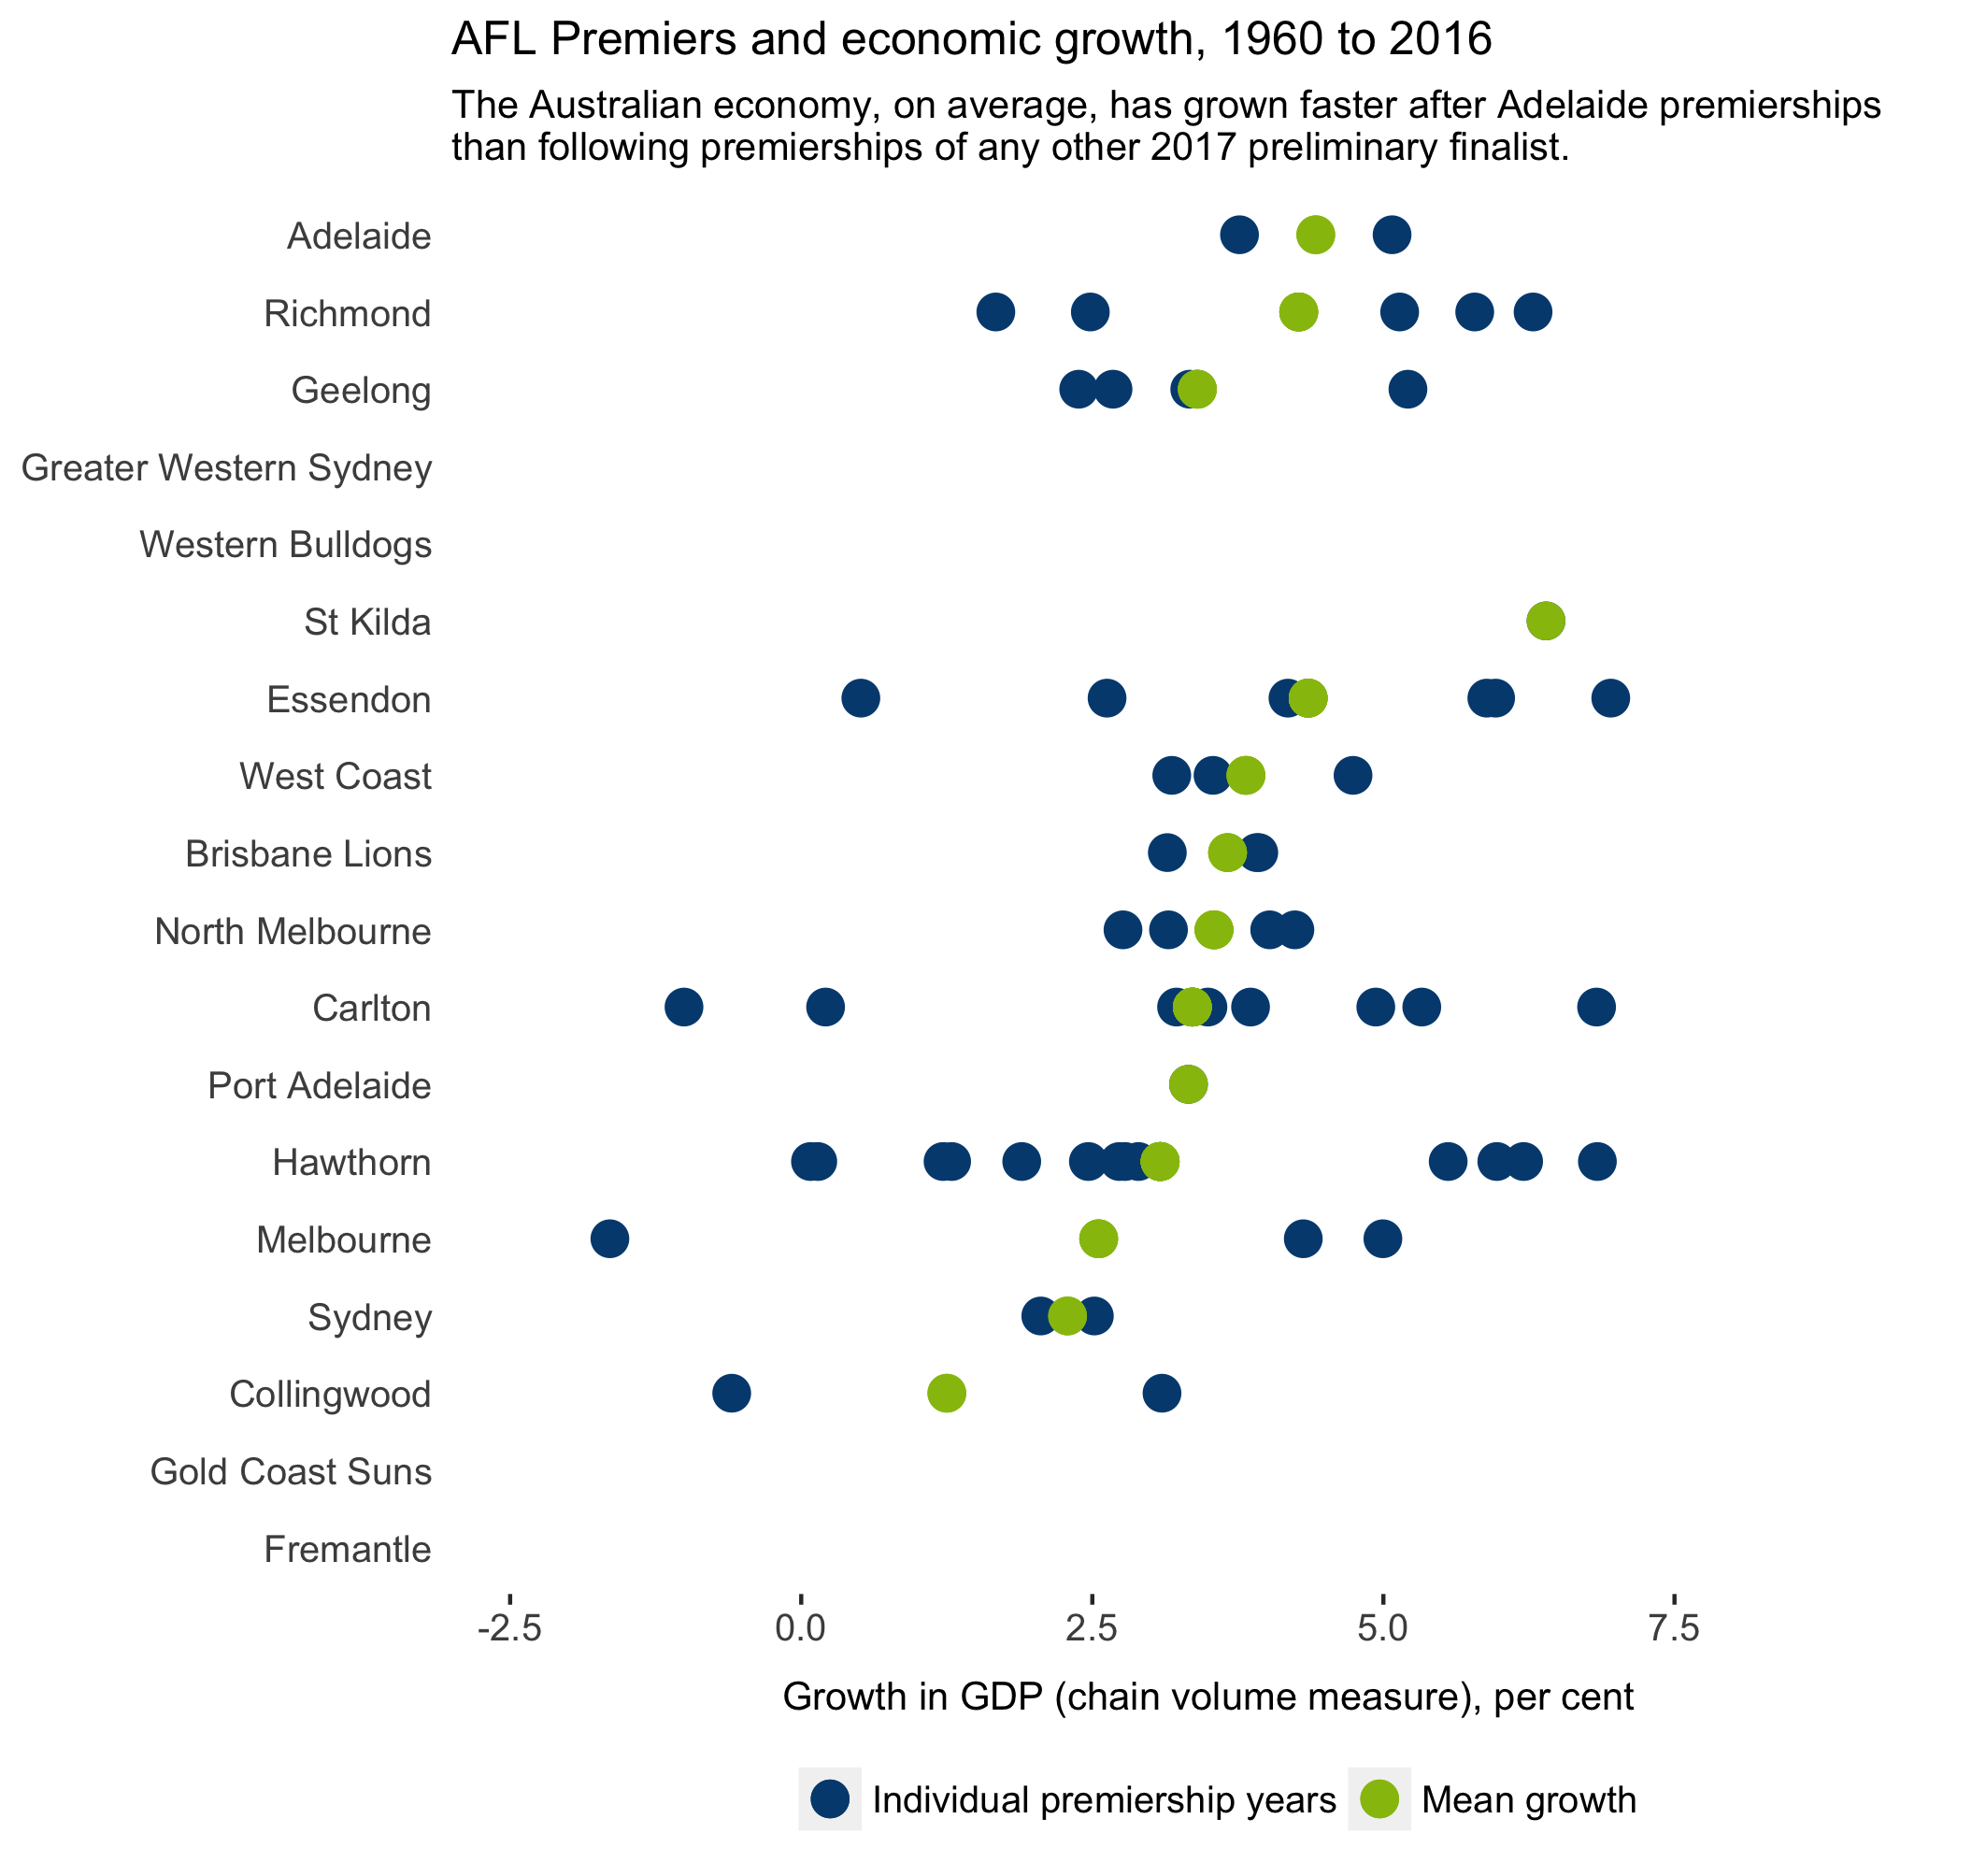 AFL Premiers and economic growth, 1960 to 2016
The Australian economy, on average, has grown faster after Adelaide premierships
than following premierships of any other 2017 preliminary finalist.
Adelaide
Richmond
Geelong
Greater Western Sydney
Western Bulldogs
St Kilda
Essendon
West Coast
Brisbane Lions
North Melbourne
Carlton
Port Adelaide
Hawthorn
Melbourne
Sydney
Collingwood
Gold Coast Suns
Fremantle
-2.5 0.0 2.5 5.0 7.5
Growth in GDP (chain volume measure), per cent
Individual premiership years Mean growth